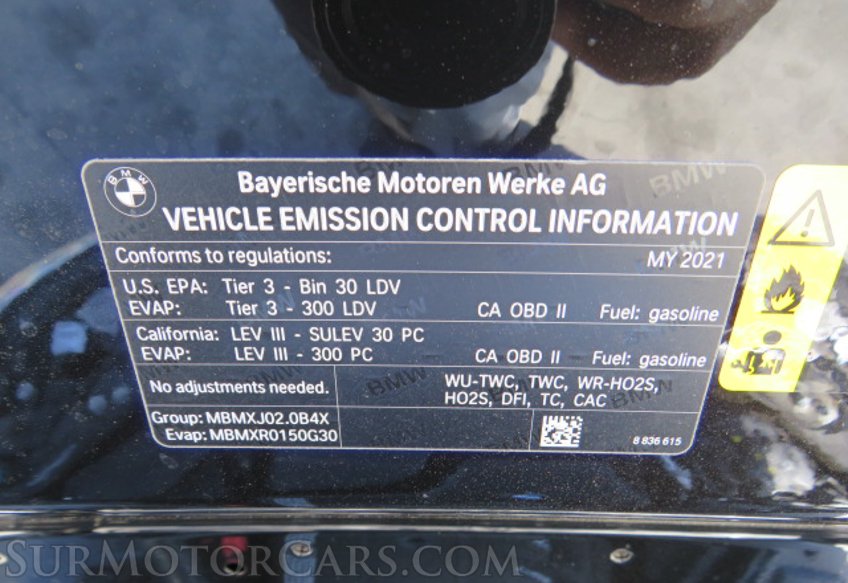 BMW
Bayerische Motoren Werke AG
VEHICLE EMISSION CONTROL INFORMATION
Conforms to regulations: MY 2021
U.S. EPA: Tier 3 - Bin 30 LDV
EVAP: Tier 3 - 300 LDV CA OBD II Fuel: gasoline
California: LEV III - SULEV 30 PC
EVAP: LEV III - 300 PC CA OBD II Fuel: gasoline
No adjustments needed.
WU-TWC, TWC, WR-HO2S,
HO2S, DFI, TC, CAC
Group: MBMXJ02.0B4X
Evap: MBMXR0150G30
8 836 615
SURMOTORCARS.COM